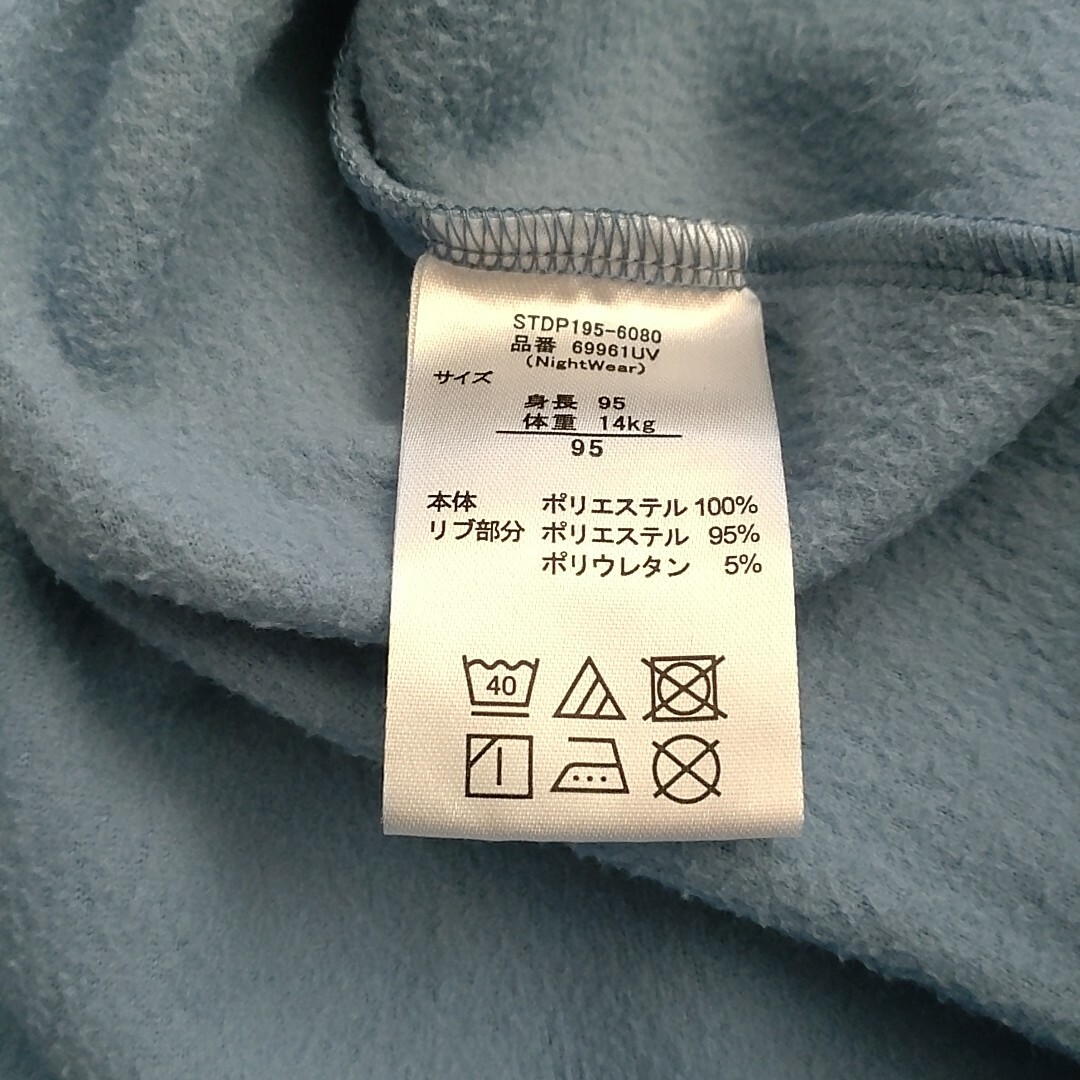 STDP195-6080
品番 69961UV
(NightWear)
サイズ
身長 95
体重 14kg
95
本体 ポリエステル 100%
リブ部分 ポリエステル 95%
ポリウレタン 5%
40